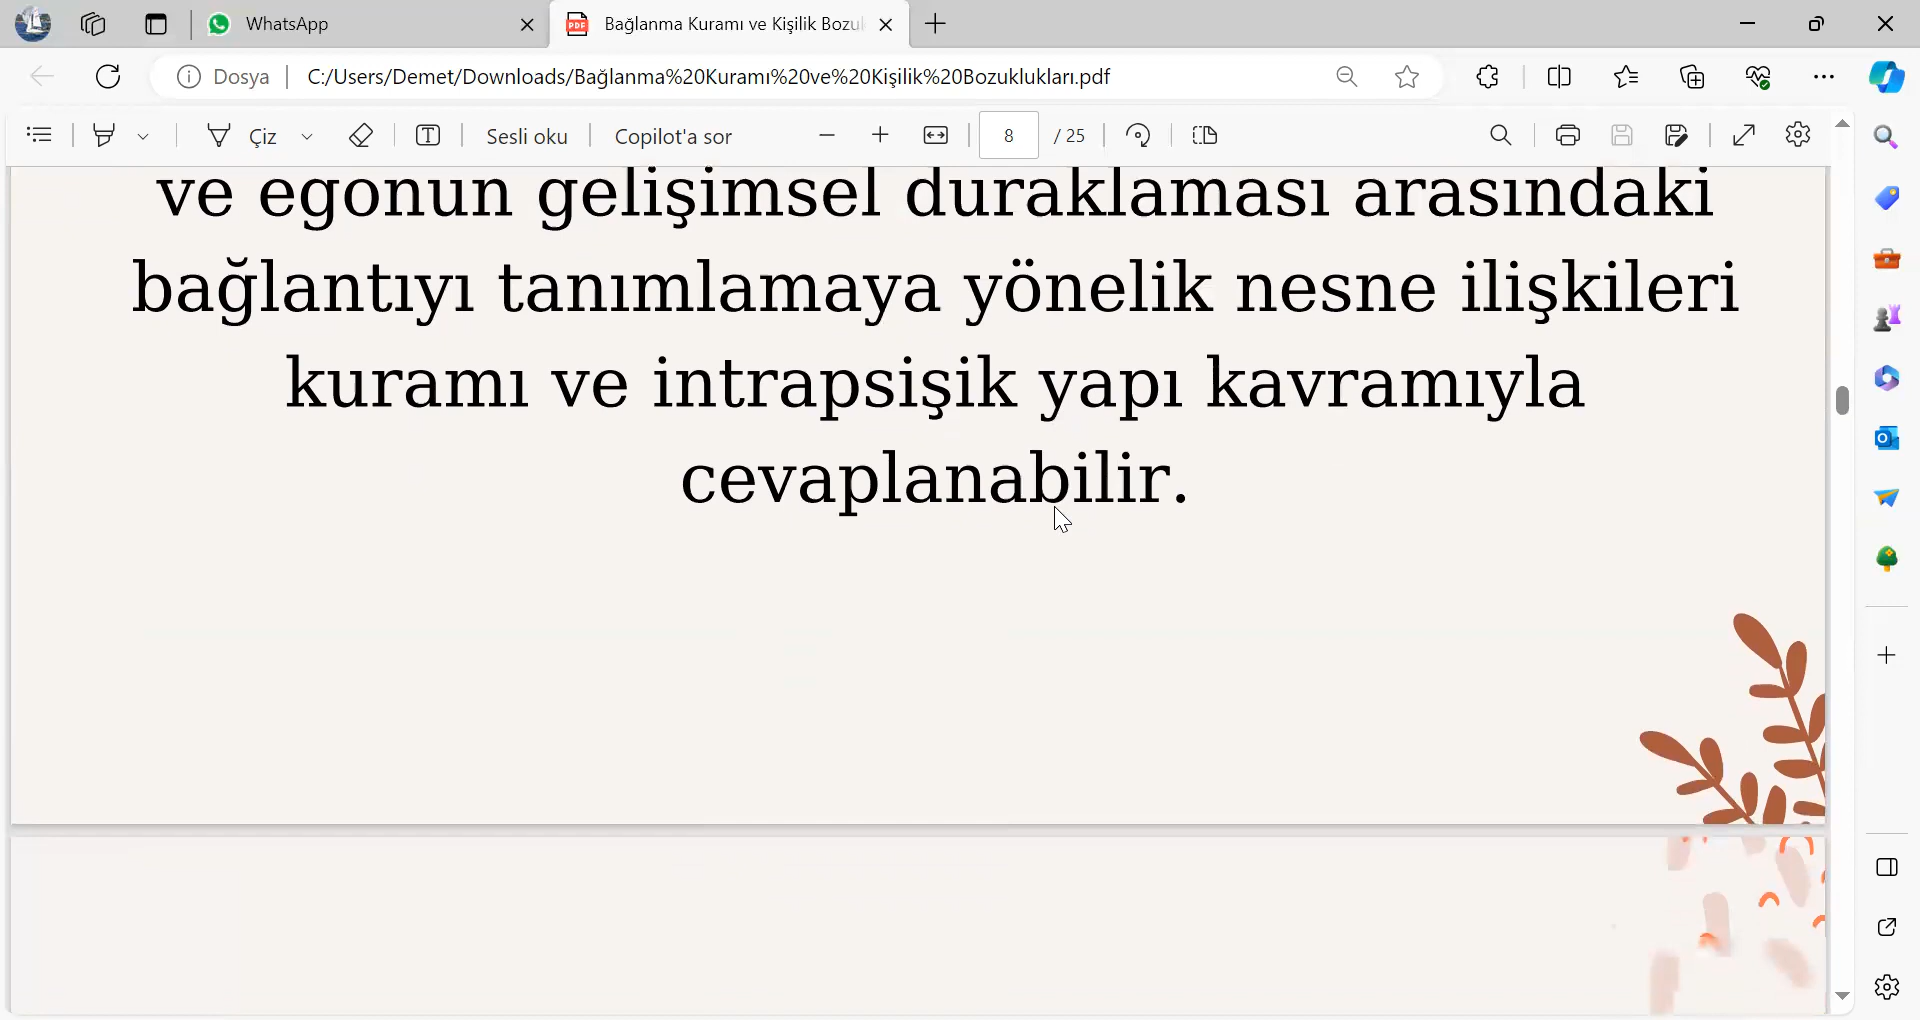 WhatsApp
PDF
Bağlanma Kuramı ve Kişilik Bozu
Dosya
C:/Users/Demet/Downloads/Bağlanma%20Kuramı%20ve%20Kişilik%20Bozuklukları.pdf
Çiz
Sesli oku
Copilot'a sor
8
/ 25
ve egonun gelişimsel duraklaması arasındaki
bağlantıyı tanımlamaya yönelik nesne ilişkileri
kuramı ve intrapsişik yapı kavramıyla
cevaplanabilir.